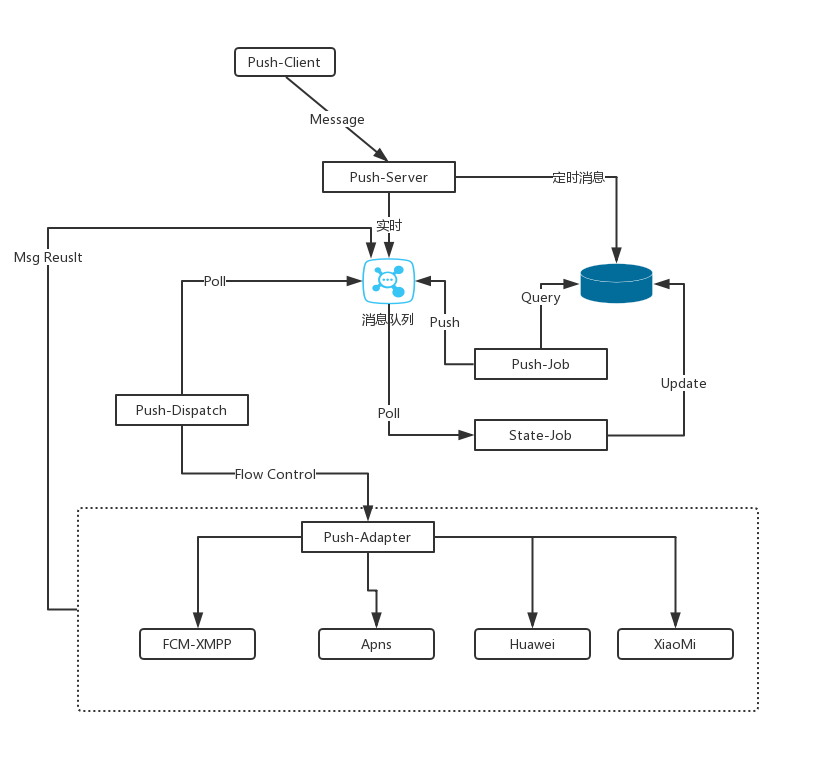 Push-Client
Message
Push-Server
定时消息
实时
Msg Reuslt
Poll
Query
消息队列
Push
Push-Job
Update
Push-Dispatch
Poll
State-Job
Flow Control
Push-Adapter
FCM-XMPP
Apns
Huawei
XiaoMi